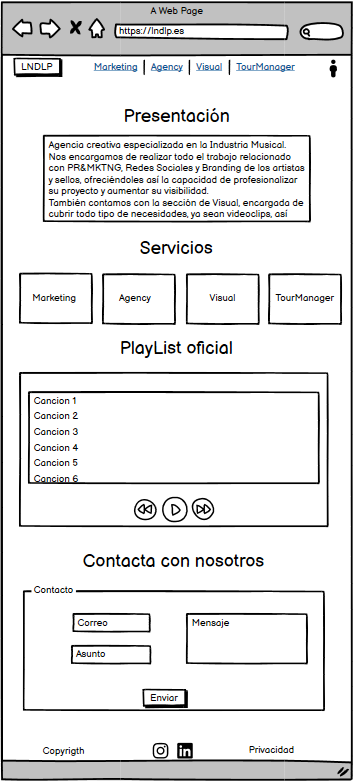 A Web Page
https://lndlp.es
LNDLP
Marketing | Agency | Visual | TourManager
Presentación
Agencia creativa especializada en la Industria Musical.
Nos encargamos de realizar todo el trabajo relacionado
con PR&MKTNG, Redes Sociales y Branding de los artistas
y sellos, ofreciéndoles así la capacidad de profesionalizar
su proyecto y aumentar su visibilidad.
También contamos con la sección de Visual, encargada de
cubrir todo tipo de necesidades, ya sean videoclips, así
Servicios
Marketing
Agency
Visual
TourManager
PlayList oficial
Cancion 1
Cancion 2
Cancion 3
Cancion 4
Cancion 5
Cancion 6
Contacta con nosotros
Contacto
Correo
Mensaje
Asunto
Enviar
Copyrigth
in
Privacidad